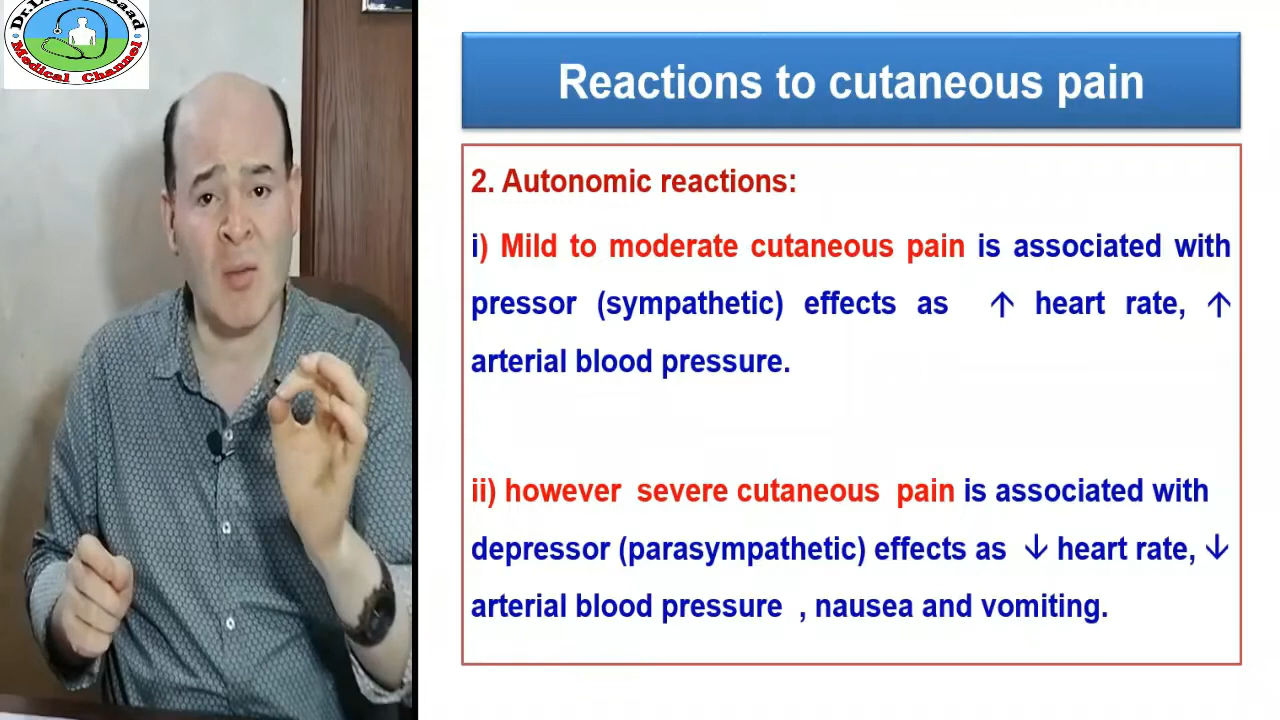 Medical Channel
Reactions to cutaneous pain
2. Autonomic reactions:
i) Mild to moderate cutaneous pain is associated with
pressor (sympathetic) effects as ↑ heart rate, ↑
arterial blood pressure.
ii) however severe cutaneous pain is associated with
depressor (parasympathetic) effects as ↓ heart rate, ↓
arterial blood pressure , nausea and vomiting.